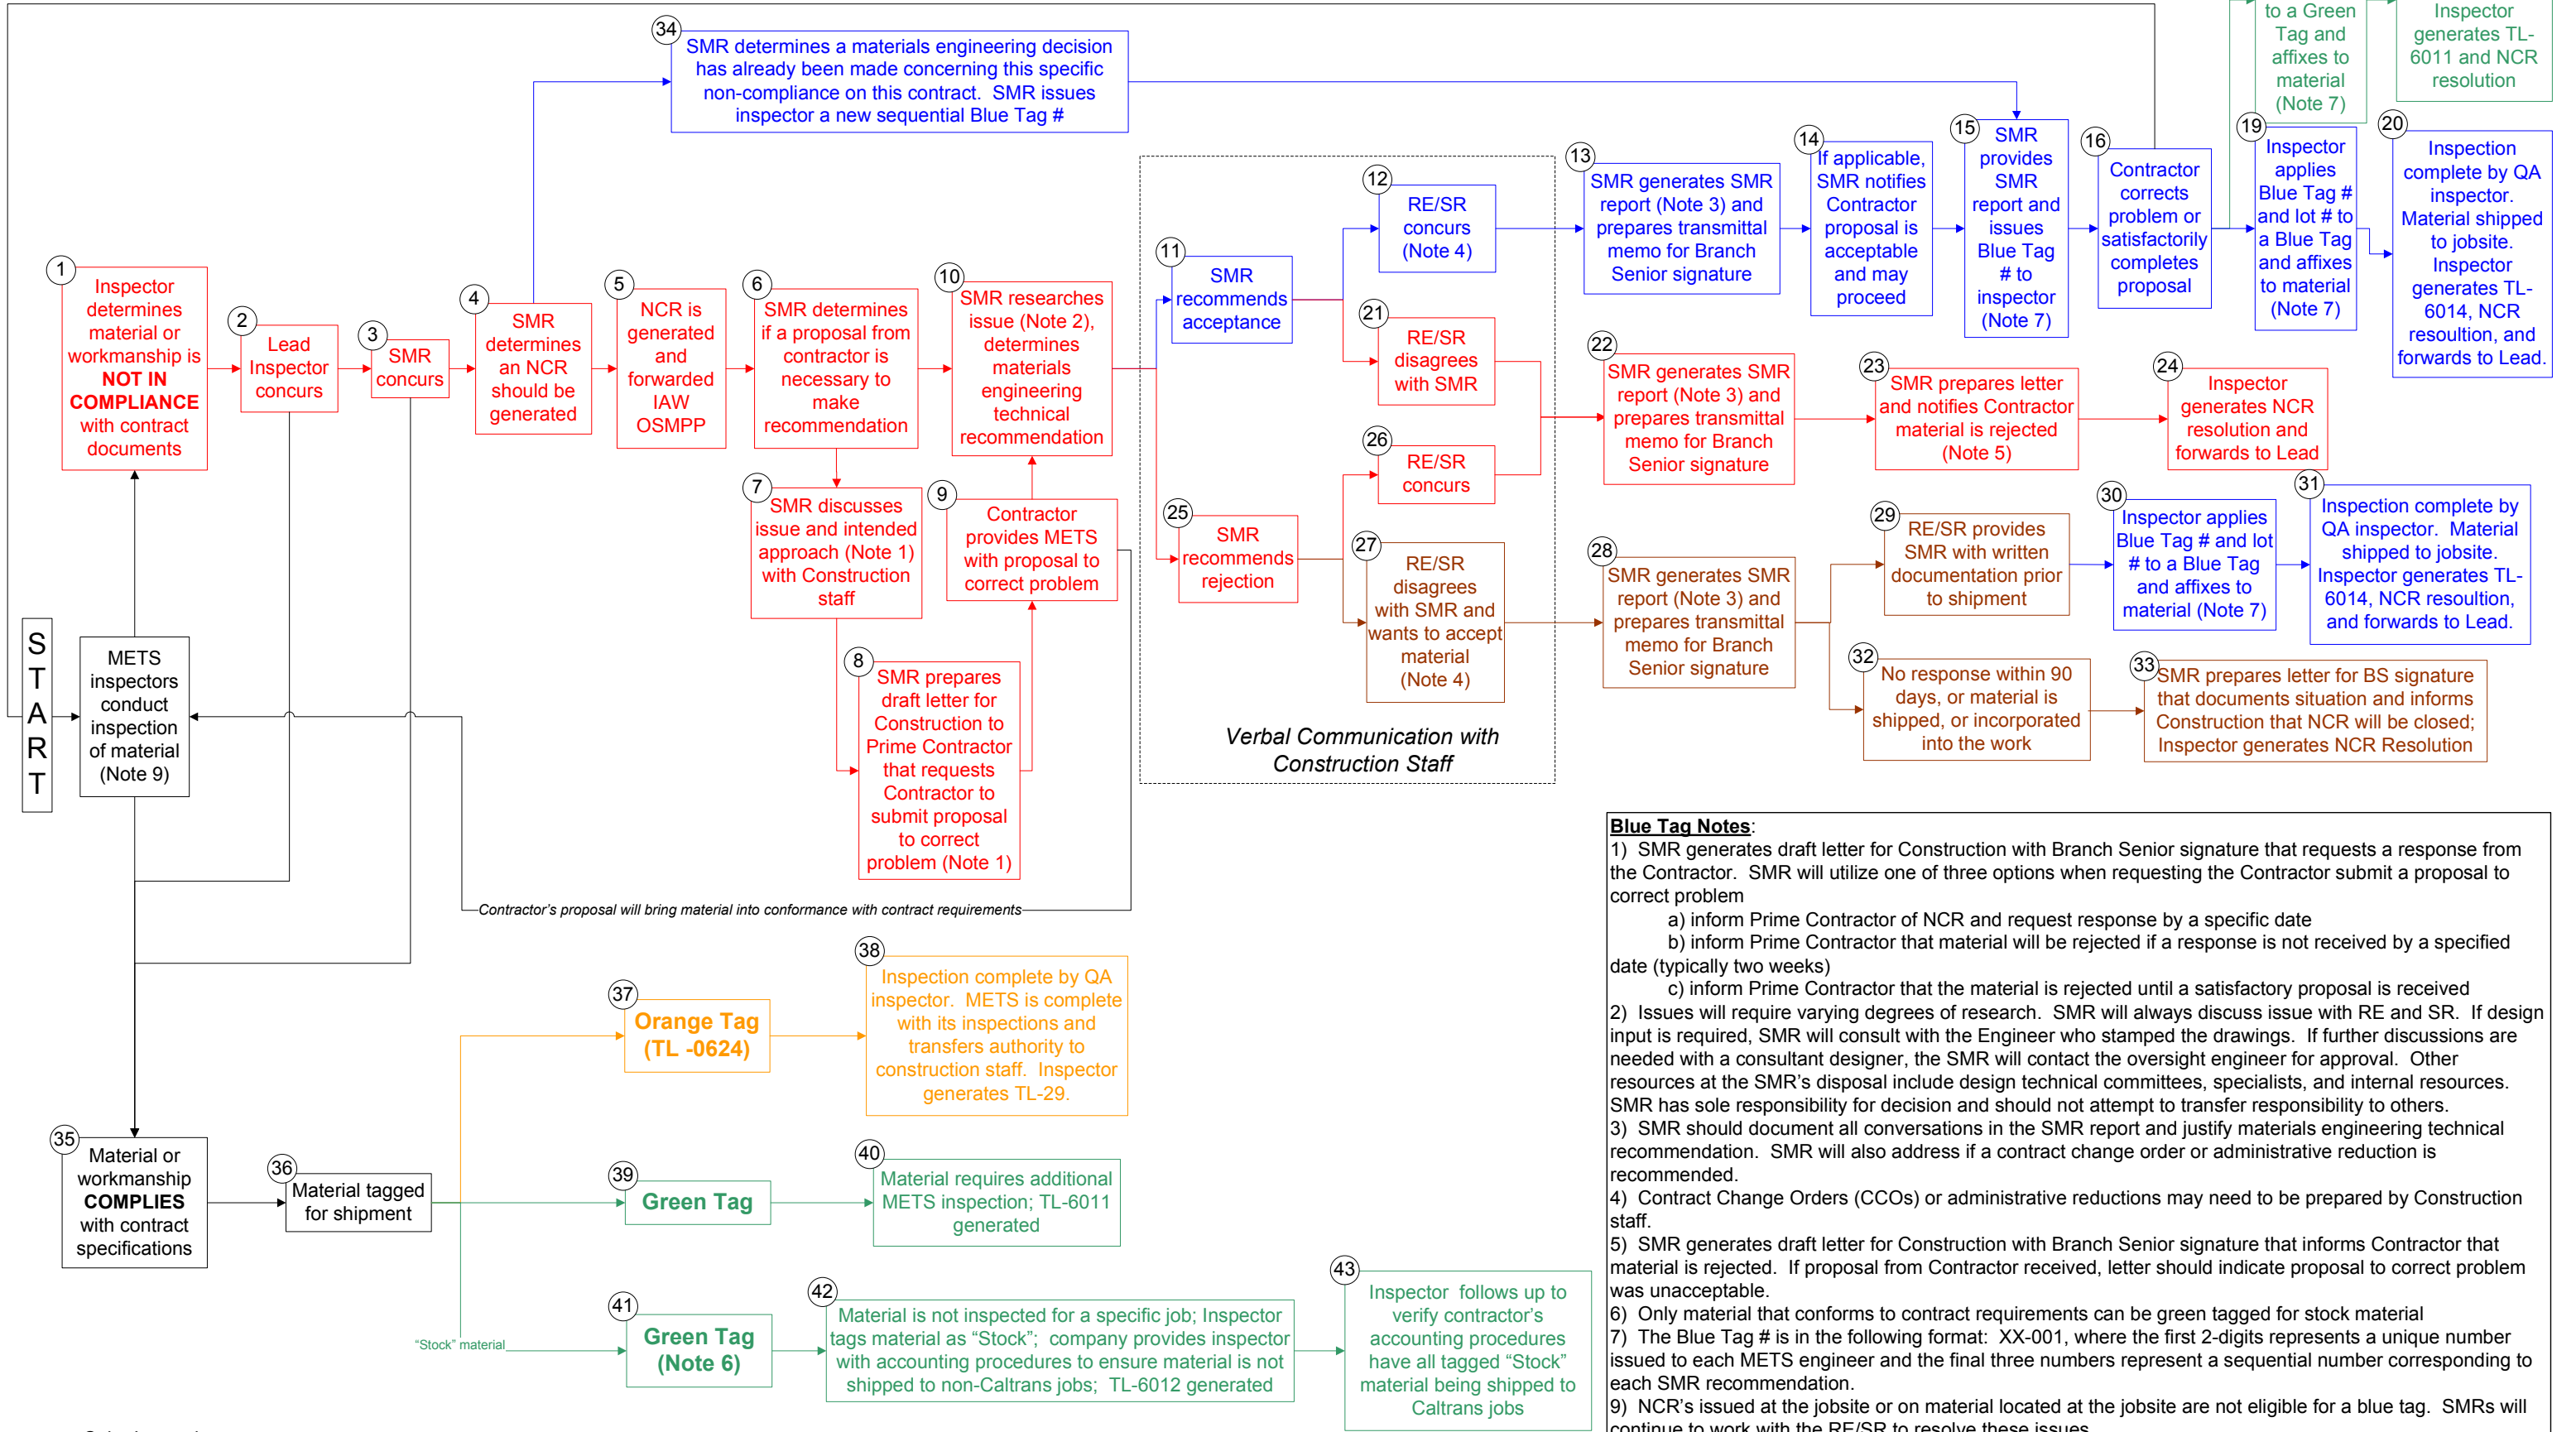 34
SMR determines a materials engineering decision
has already been made concerning this specific
non-compliance on this contract. SMR issues
inspector a new sequential Blue Tag #
to a Green
Tag and
affixes to
material
(Note 7)
Inspector
generates TL-
6011 and NCR
resolution
1
Inspector
determines
material or
workmanship is
NOT IN
COMPLIANCE
with contract
documents
2
Lead
Inspector
concurs
3
SMR
concurs
4
SMR
determines
an NCR
should be
generated
5
NCR is
generated
and
forwarded
IAW
OSMPP
6
SMR determines
if a proposal from
contractor is
necessary to
make
recommendation
7
SMR discusses
issue and intended
approach (Note 1)
with Construction
staff
8
SMR prepares
draft letter for
Construction to
Prime Contractor
that requests
Contractor to
submit proposal
to correct
problem (Note 1)
9
Contractor
provides METS
with proposal to
correct problem
10
SMR researches
issue (Note 2),
determines
materials
engineering
technical
recommendation
11
SMR
recommends
acceptance
12
RE/SR
concurs
(Note 4)
13
SMR generates SMR
report (Note 3) and
prepares transmittal
memo for Branch
Senior signature
14
If applicable,
SMR notifies
Contractor
proposal is
acceptable
and may
proceed
15
SMR
provides
SMR
report and
issues
Blue Tag
# to
inspector
(Note 7)
16
Contractor
corrects
problem or
satisfactorily
completes
proposal
19
Inspector
applies
Blue Tag #
and lot # to
a Blue Tag
and affixes
to material
(Note 7)
20
Inspection
complete by QA
inspector.
Material shipped
to jobsite.
Inspector
generates TL-
6014, NCR
resoultion, and
forwards to Lead.
21
RE/SR
disagrees
with SMR
22
SMR generates SMR
report (Note 3) and
prepares transmittal
memo for Branch
Senior signature
23
SMR prepares letter
and notifies Contractor
material is rejected
(Note 5)
24
Inspector
generates NCR
resolution and
forwards to Lead
25
SMR
recommends
rejection
26
RE/SR
concurs
27
RE/SR
disagrees
with SMR and
wants to accept
material
(Note 4)
Verbal Communication with
Construction Staff
28
SMR generates SMR
report (Note 3) and
prepares transmittal
memo for Branch
Senior signature
29
RE/SR provides
SMR with written
documentation prior
to shipment
30
Inspector applies
Blue Tag # and lot
# to a Blue Tag
and affixes to
material (Note 7)
31
Inspection complete by
QA inspector. Material
shipped to jobsite.
Inspector generates TL-
6014, NCR resoultion,
and forwards to Lead.
32
No response within 90
days, or material is
shipped, or incorporated
into the work
33
SMR prepares letter for BS signature
that documents situation and informs
Construction that NCR will be closed;
Inspector generates NCR Resolution
S
T
A
R
T
METS
inspectors
conduct
inspection
of material
(Note 9)
Contractor's proposal will bring material into conformance with contract requirements
35
Material or
workmanship
COMPLIES
with contract
specifications
36
Material tagged
for shipment
37
Orange Tag
(TL -0624)
38
Inspection complete by QA
inspector. METS is complete
with its inspections and
transfers authority to
construction staff. Inspector
generates TL-29.
39
Green Tag
40
Material requires additional
METS inspection; TL-6011
generated
"Stock" material
41
Green Tag
(Note 6)
42
Material is not inspected for a specific job; Inspector
tags material as "Stock"; company provides inspector
with accounting procedures to ensure material is not
shipped to non-Caltrans jobs; TL-6012 generated
43
Inspector follows up to
verify contractor's
accounting procedures
have all tagged "Stock"
material being shipped to
Caltrans jobs
Blue Tag Notes:
1) SMR generates draft letter for Construction with Branch Senior signature that requests a response from
the Contractor. SMR will utilize one of three options when requesting the Contractor submit a proposal to
correct problem
a) inform Prime Contractor of NCR and request response by a specific date
b) inform Prime Contractor that material will be rejected if a response is not received by a specified
date (typically two weeks)
c) inform Prime Contractor that the material is rejected until a satisfactory proposal is received
2) Issues will require varying degrees of research. SMR will always discuss issue with RE and SR. If design
input is required, SMR will consult with the Engineer who stamped the drawings. If further discussions are
needed with a consultant designer, the SMR will contact the oversight engineer for approval. Other
resources at the SMR's disposal include design technical committees, specialists, and internal resources.
SMR has sole responsibility for decision and should not attempt to transfer responsibility to others.
3) SMR should document all conversations in the SMR report and justify materials engineering technical
recommendation. SMR will also address if a contract change order or administrative reduction is
recommended.
4) Contract Change Orders (CCOs) or administrative reductions may need to be prepared by Construction
staff.
5) SMR generates draft letter for Construction with Branch Senior signature that informs Contractor that
material is rejected. If proposal from Contractor received, letter should indicate proposal to correct problem
was unacceptable.
6) Only material that conforms to contract requirements can be green tagged for stock material
7) The Blue Tag # is in the following format: XX-001, where the first 2-digits represents a unique number
issued to each METS engineer and the final three numbers represent a sequential number corresponding to
each SMR recommendation.
9) NCR's issued at the jobsite or on material located at the jobsite are not eligible for a blue tag. SMRs will
continue to work with the RE/SR to resolve these issues